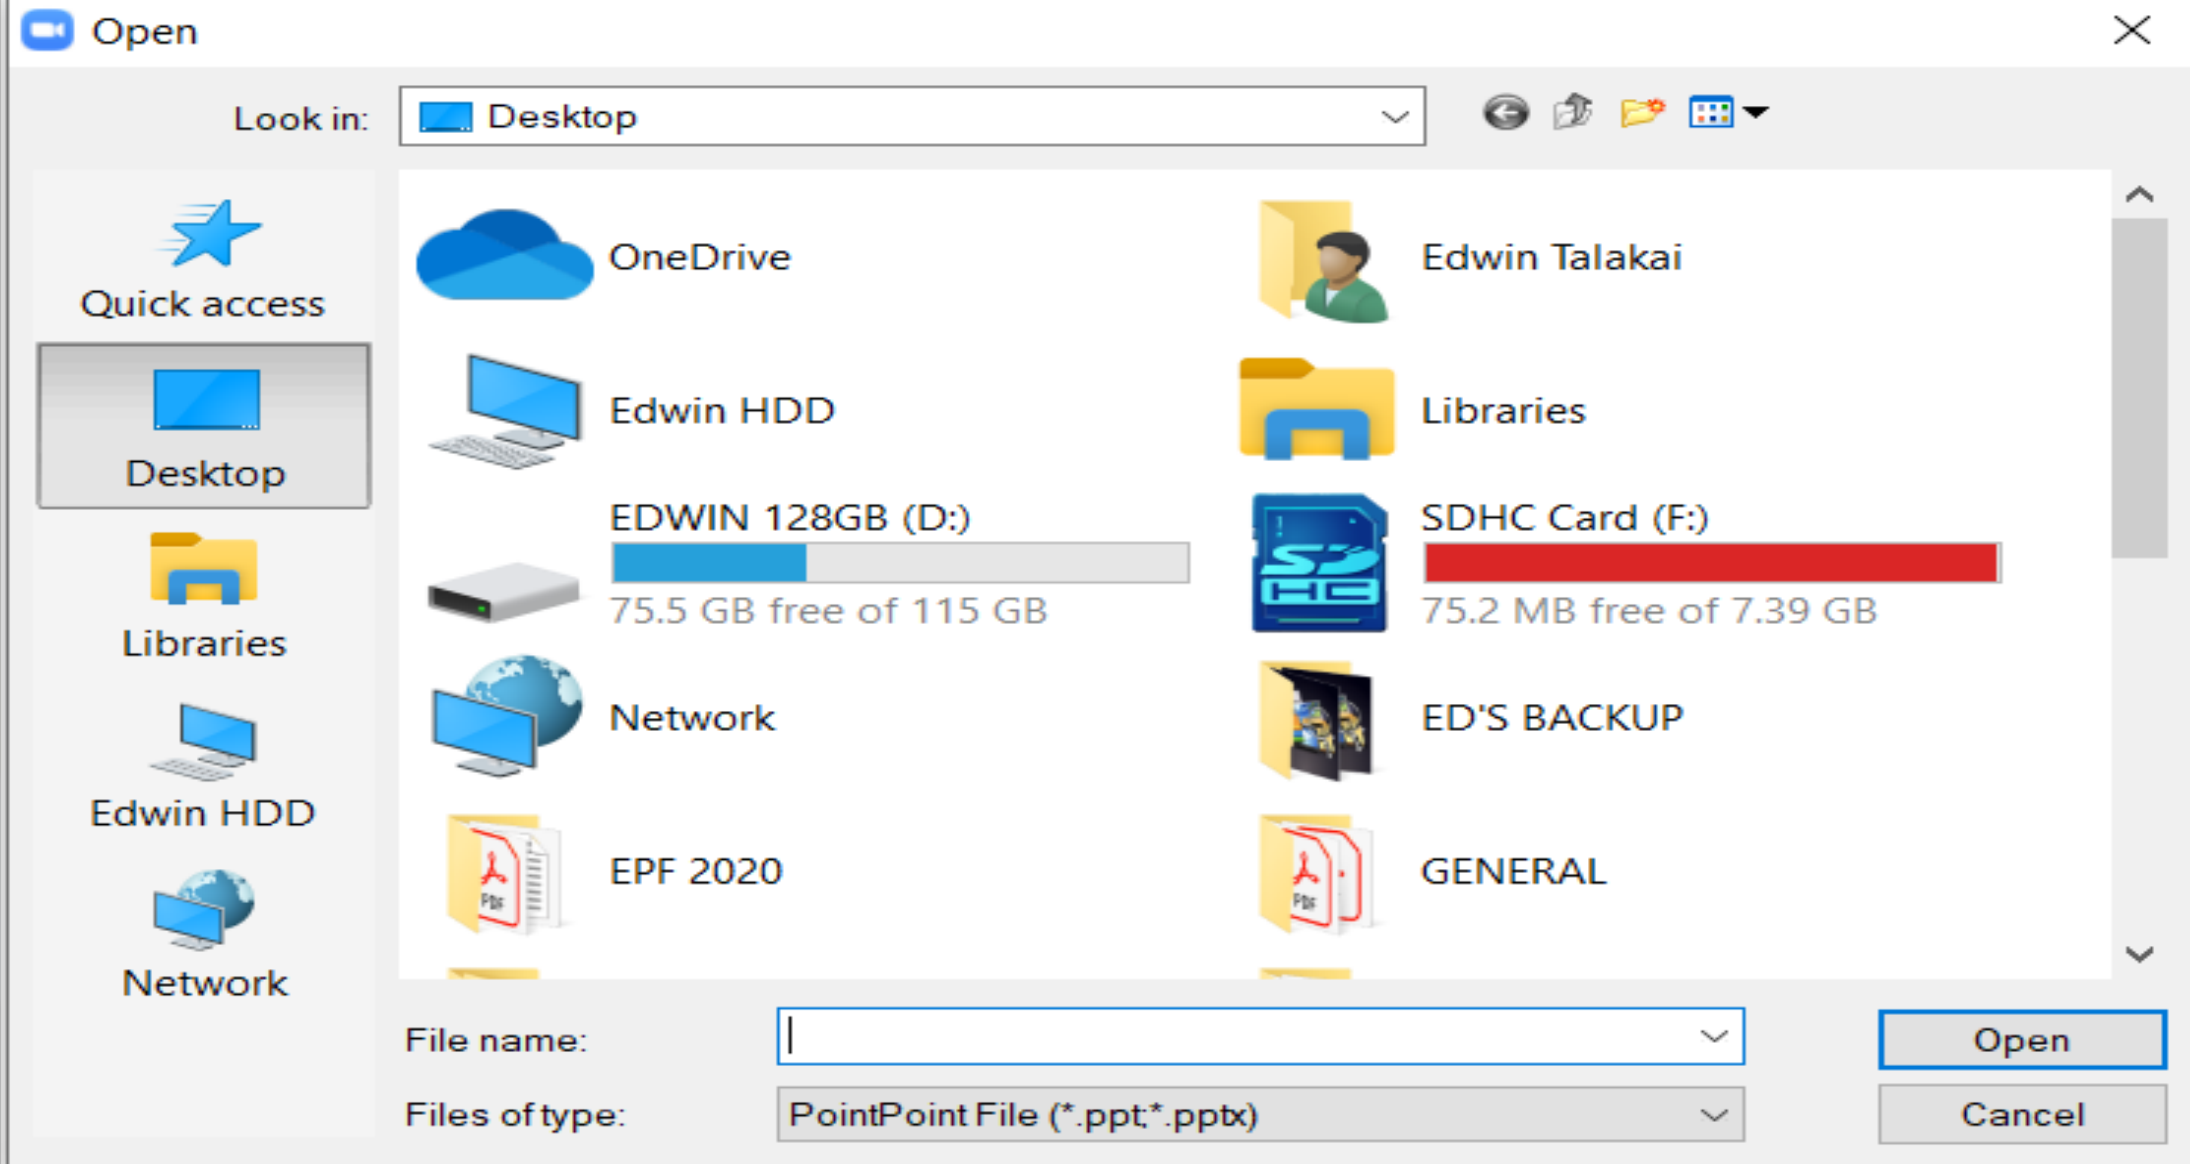 Open
Look in: Desktop
Quick access
Desktop
Libraries
Edwin HDD
Network
OneDrive
Edwin Talakai
Edwin HDD
Libraries
EDWIN 128GB (D:)
75.5 GB free of 115 GB
SDHC Card (F:)
75.2 MB free of 7.39 GB
Network
ED'S BACKUP
EPF 2020
GENERAL
File name:
Open
Files of type: PointPoint File (*.ppt;*.pptx)
Cancel